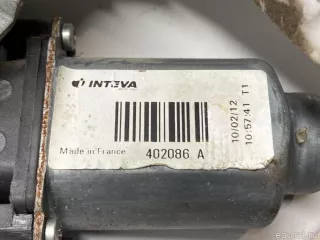 INTEVA
Made in France
402086 A
10/02/12 T1
10:57:41